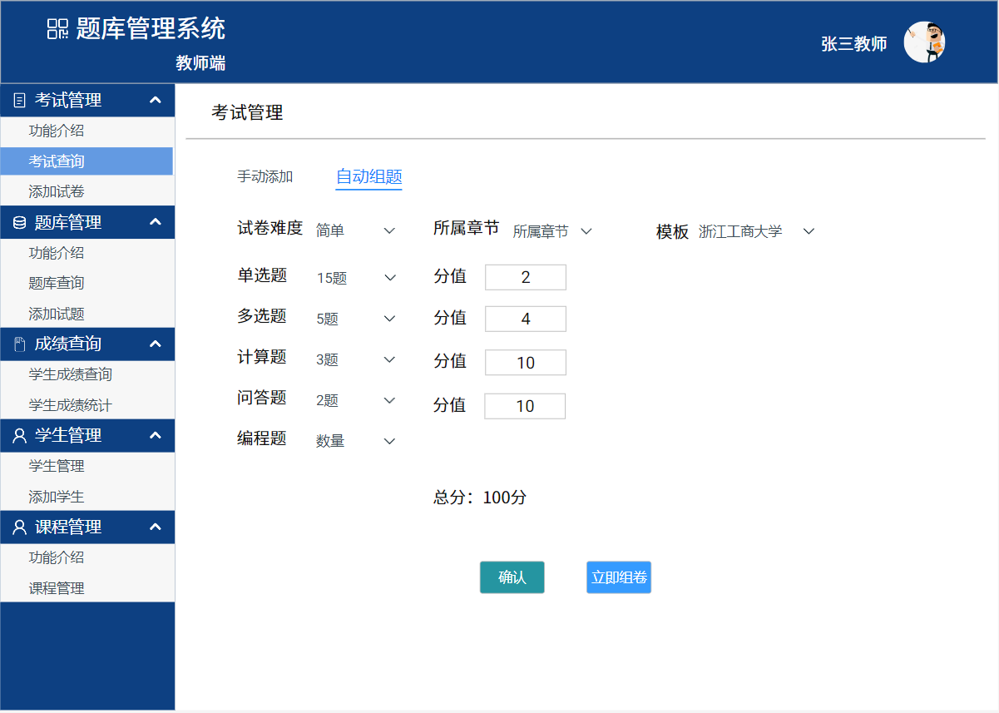 题库管理系统
教师端
张三教师
考试管理
功能介绍
考试查询
添加试卷
题库管理
功能介绍
题库查询
添加试题
成绩查询
学生成绩查询
学生成绩统计
学生管理
学生管理
添加学生
课程管理
功能介绍
课程管理
考试管理
手动添加 自动组题
试卷难度 简单 所属章节 所属章节 模板 浙江工商大学
单选题 15题 分值 2
多选题 5题 分值 4
计算题 3题 分值 10
问答题 2题 分值 10
编程题 数量
总分：100分
确认 立即组卷